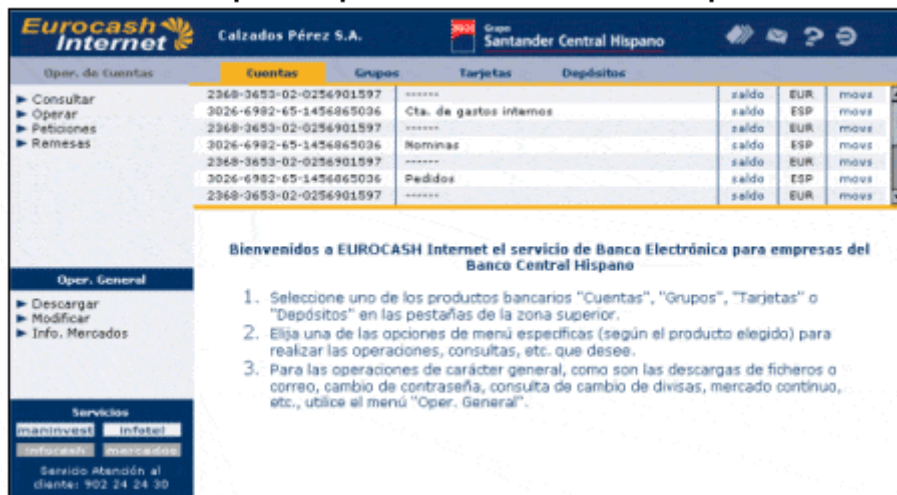 Eurocash
Internet
Calzados Pérez S.A.
Grupo
Santander Central Hispano
Oper. de Cuentas
Cuentas Grupos Tarjetas Depósitos
Consultar
Operar
Peticiones
Remesas
2368-3653-02-0256901597 ------ saldo EUR movs
3026-6982-65-1456865036 Cta. de gastos internos saldo ESP movs
2368-3653-02-0256901597 ------ saldo EUR movs
3026-6982-65-1456865036 Nominas saldo ESP movs
2368-3653-02-0256901597 ------ saldo EUR movs
3026-6982-65-1456865036 Pedidos saldo ESP movs
2368-3653-02-0256901597 ------ saldo EUR movs
Bienvenidos a EUROCASH Internet el servicio de Banca Electrónica para empresas del
Banco Central Hispano
1. Seleccione uno de los productos bancarios "Cuentas", "Grupos", "Tarjetas" o
"Depósitos" en las pestañas de la zona superior.
2. Elija una de las opciones de menú específicas (según el producto elegido) para
realizar las operaciones, consultas, etc. que desee.
3. Para las operaciones de carácter general, como son las descargas de ficheros o
correo, cambio de contraseña, consulta de cambio de divisas, mercado contínuo,
etc., utilice el menú "Oper. General".
Oper. General
Descargar
Modificar
Info. Mercados
Servicios
maninvest infotel
infocash mercados
Servicio Atención al
cliente: 902 24 24 30